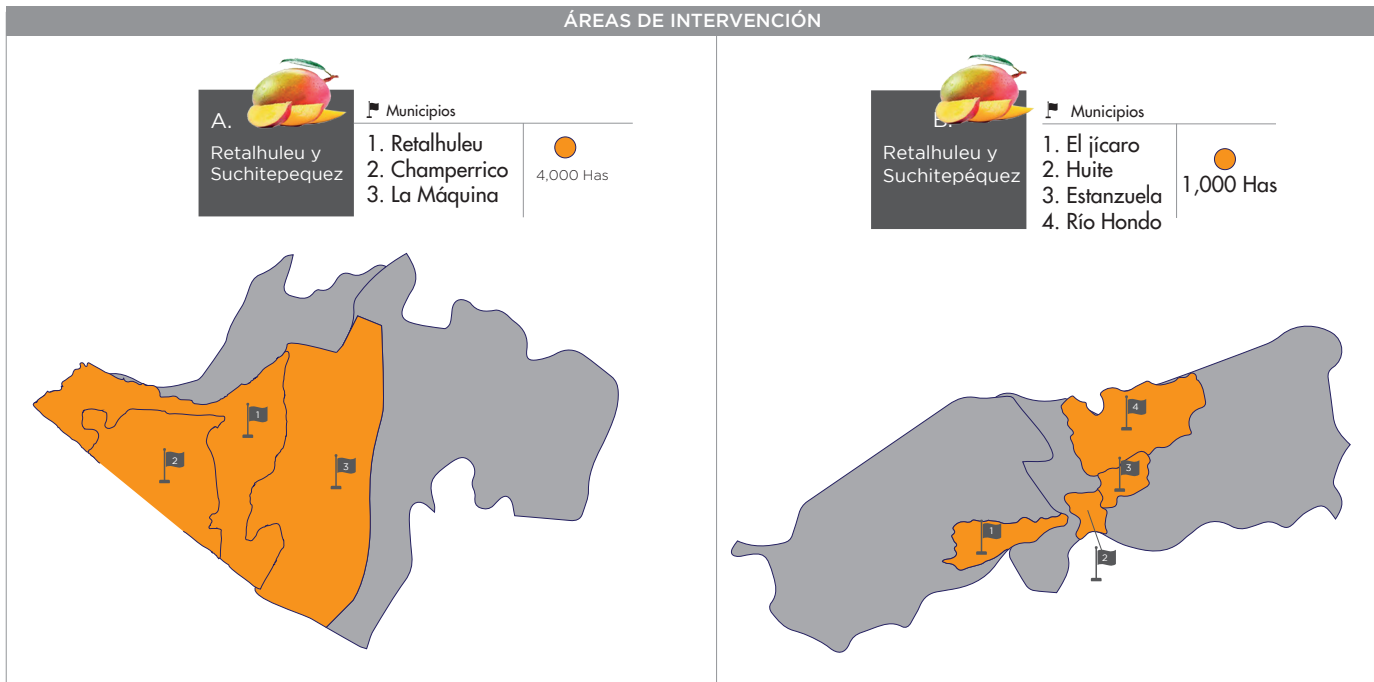 ÁREAS DE INTERVENCIÓN
A.
Retalhuleu y
Suchitepequez
Municipios
1. Retalhuleu
2. Champerrico
3. La Máquina
4,000 Has
1
2
3
B.
Retalhuleu y
Suchitepéquez
Municipios
1. El jícaro
2. Huite
3. Estanzuela
4. Río Hondo
1,000 Has
4
3
1
2